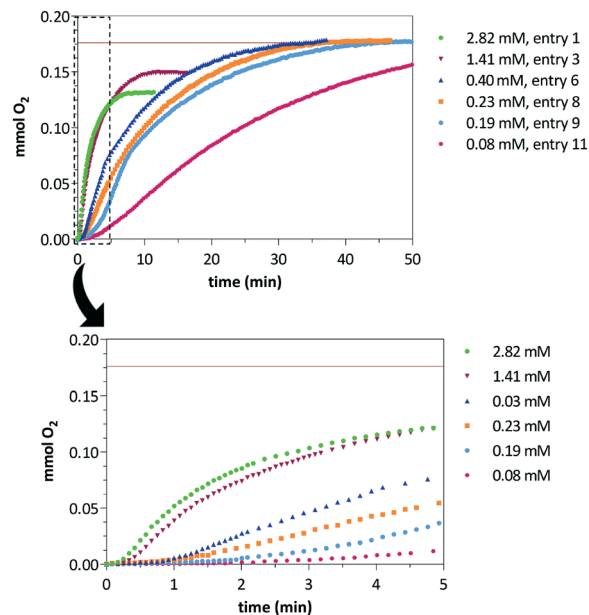 0.20
0.15
0.10
0.05
0.00
mmol O2
0
10
20
30
40
50
time (min)
2.82 mM, entry 1
1.41 mM, entry 3
0.40 mM, entry 6
0.23 mM, entry 8
0.19 mM, entry 9
0.08 mM, entry 11
0.20
0.15
0.10
0.05
0.00
mmol O2
0
1
2
3
4
5
time (min)
2.82 mM
1.41 mM
0.03 mM
0.23 mM
0.19 mM
0.08 mM